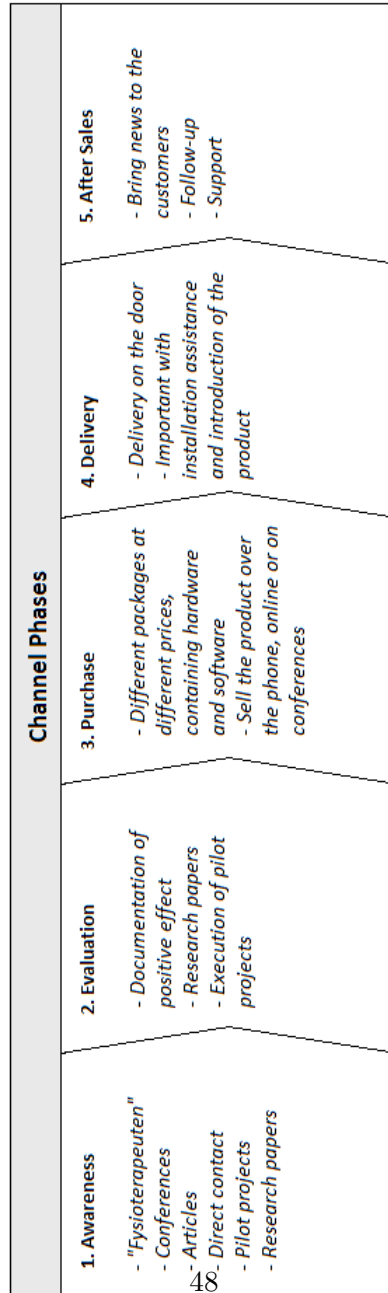 Channel Phases
1. Awareness
- "Fysioterapeuten"
- Conferences
- Articles
- Direct contact
- Pilot projects
- Research papers
2. Evaluation
- Documentation of
positive effect
- Research papers
- Execution of pilot
projects
3. Purchase
- Different packages at
different prices,
containing hardware
and software
- Sell the product over
the phone, online or on
conferences
4. Delivery
- Delivery on the door
- Important with
installation assistance
and introduction of the
product
5. After Sales
- Bring news to the
customers
- Follow-up
- Support
48